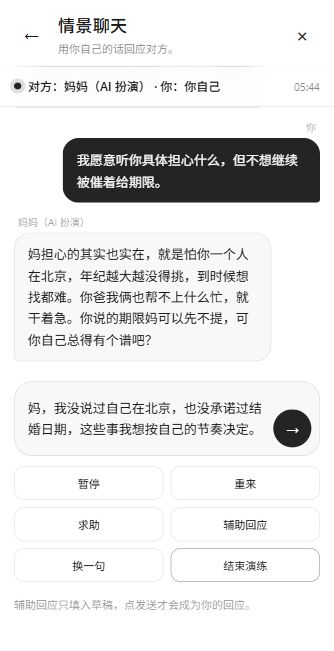 ← 情景聊天 ×
用你自己的话回应对方。
对方：妈妈（AI 扮演） · 你：你自己 05:44
你
我愿意听你具体担心什么，但不想继续
被催着给期限。
妈妈（AI 扮演）
妈担心的其实也实在，就是怕你一个人
在北京，年纪越大越没得挑，到时候想
找都难。你爸我俩也帮不上什么忙，就
干着急。你说的期限妈可以先不提，可
你自己总得有个谱吧？
妈，我没说过自己在北京，也没承诺过结
婚日期，这些事我想按自己的节奏决定。
→
暂停 重来
求助 辅助回应
换一句 结束演练
辅助回应只填入草稿，点发送才会成为你的回应。